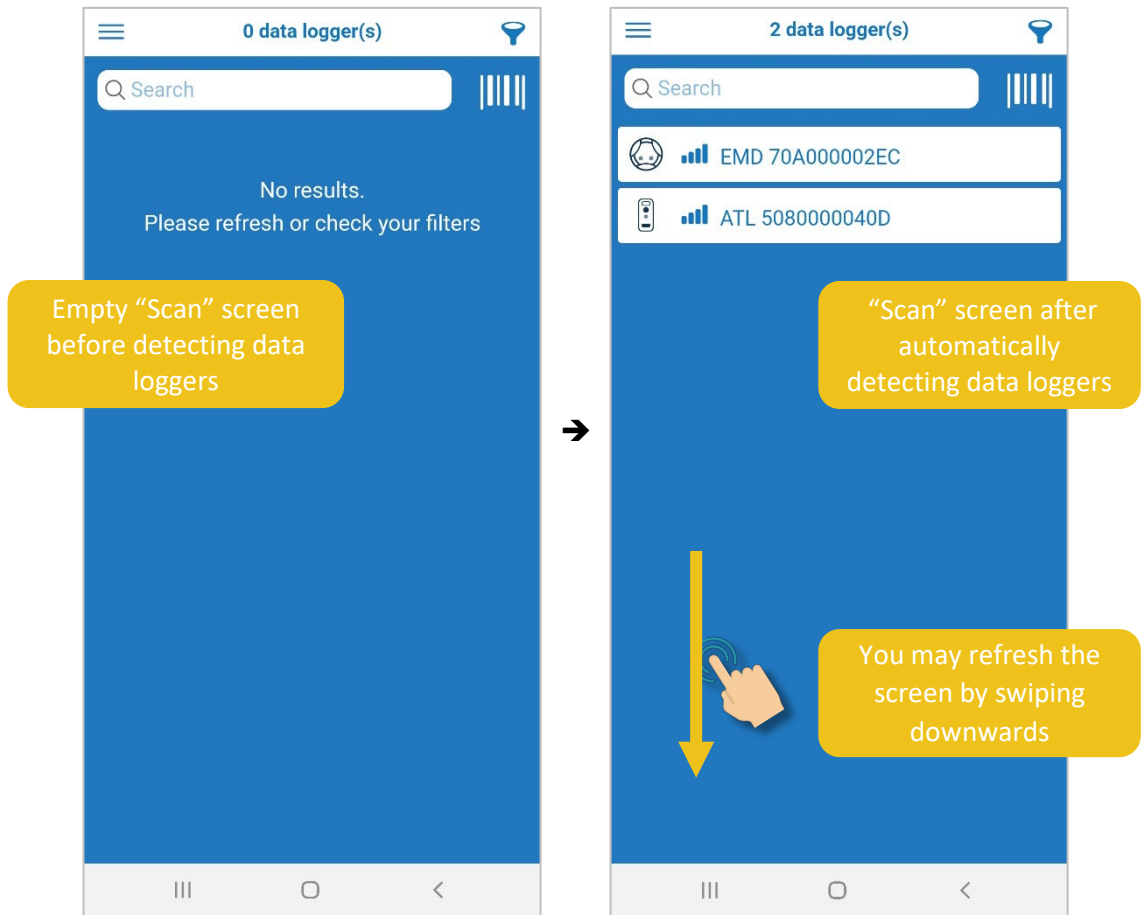 0 data logger(s)
Search
No results.
Please refresh or check your filters
Empty “Scan” screen
before detecting data
loggers
➔
2 data logger(s)
Search
EMD 70A000002EC
ATL 5080000040D
“Scan” screen after
automatically
detecting data loggers
You may refresh the
screen by swiping
downwards